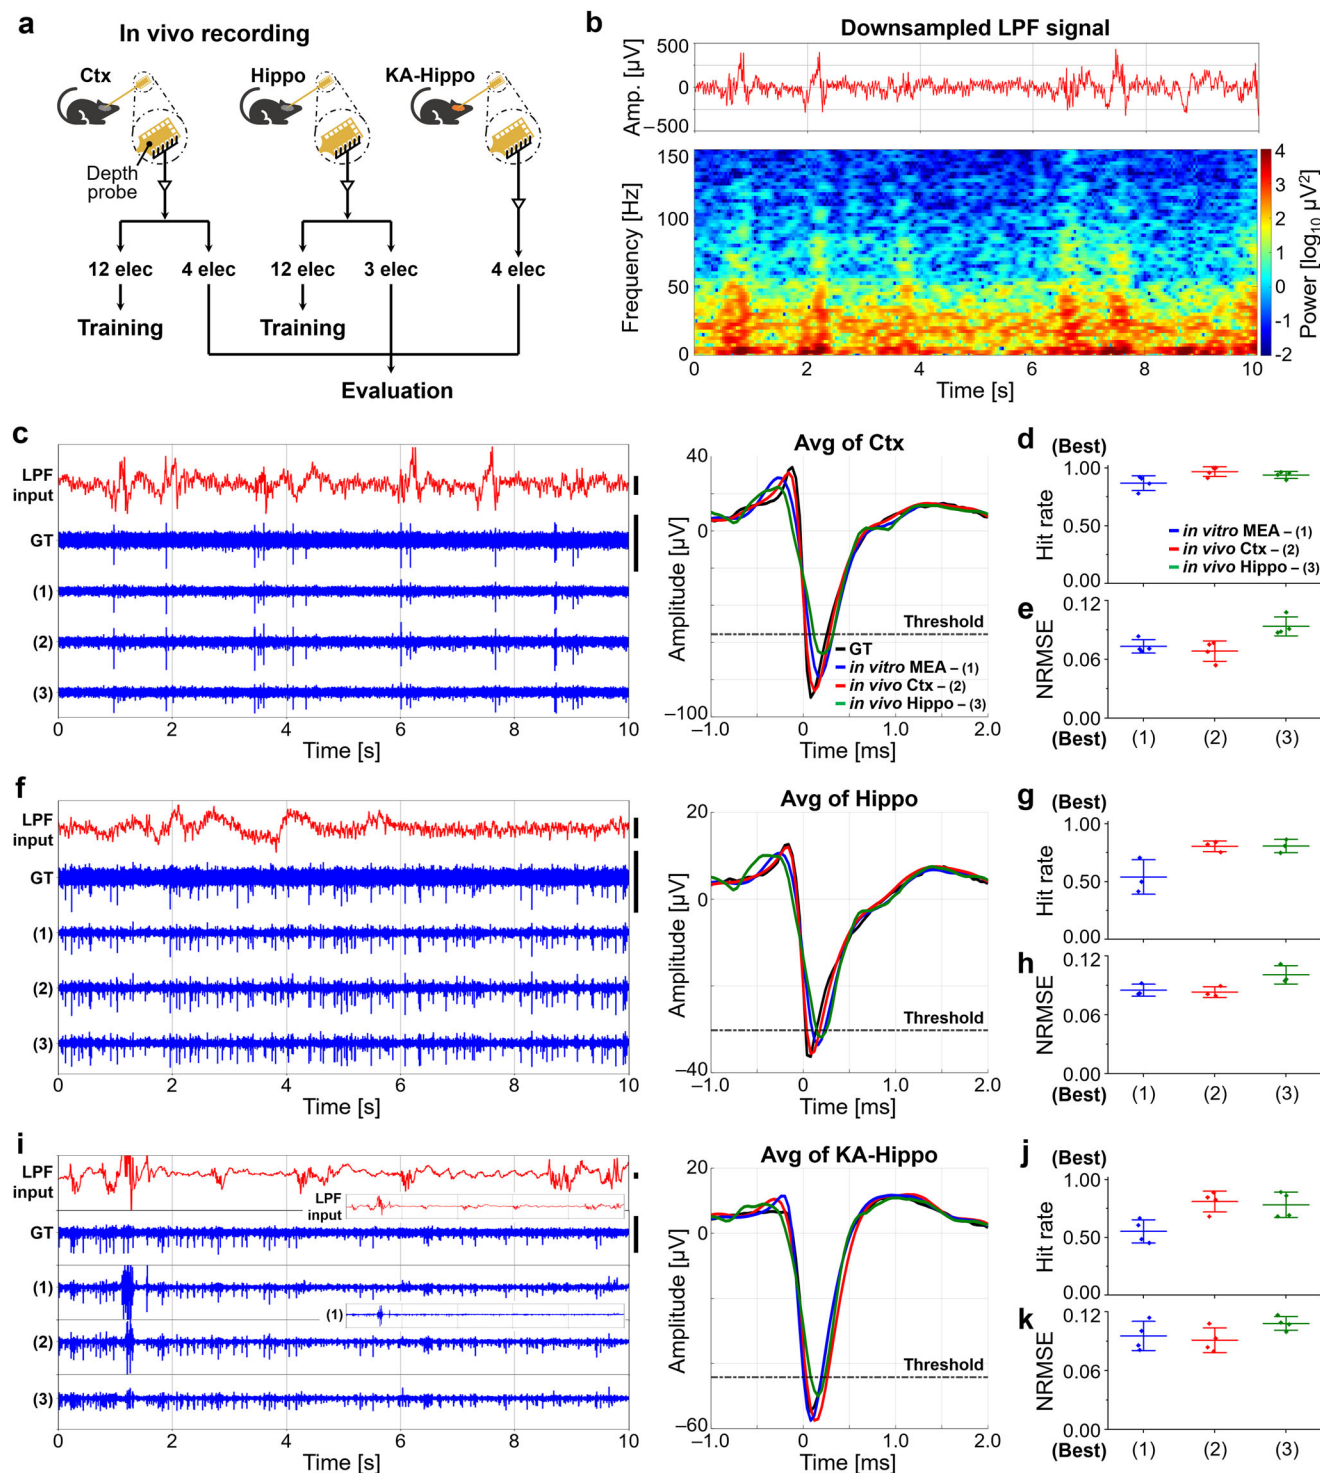 a
In vivo recording
Ctx
Hippo
KA-Hippo
Depth
probe
12 elec
4 elec
12 elec
3 elec
4 elec
Training
Training
Evaluation
b
Downsampled LPF signal
Amp. [µV]
500
0
−500
Frequency [Hz]
150
100
50
0
0 2 4 6 8 10
Time [s]
4
3
2
1
0
-1
-2
Power [log10 µV²]
c
LPF
input
GT
(1)
(2)
(3)
0 2 4 6 8 10
Time [s]
Avg of Ctx
Amplitude [µV]
40
0
−100
Threshold
GT
in vitro MEA – (1)
in vivo Ctx – (2)
in vivo Hippo – (3)
−1.0 0 1.0 2.0
Time [ms]
d
(Best)
Hit rate
1.00
0.50
0.00
in vitro MEA – (1)
in vivo Ctx – (2)
in vivo Hippo – (3)
e
NRMSE
0.12
0.06
0.00
(Best)
(1) (2) (3)
f
LPF
input
GT
(1)
(2)
(3)
0 2 4 6 8 10
Time [s]
Avg of Hippo
Amplitude [µV]
20
0
−40
Threshold
−1.0 0 1.0 2.0
Time [ms]
g
(Best)
Hit rate
1.00
0.50
0.00
h
NRMSE
0.12
0.06
0.00
(Best)
(1) (2) (3)
i
LPF
input
LPF
input
GT
(1)
(1)
(2)
(3)
0 2 4 6 8 10
Time [s]
Avg of KA-Hippo
Amplitude [µV]
20
0
−60
Threshold
−1.0 0 1.0 2.0
Time [ms]
j
(Best)
Hit rate
1.00
0.50
0.00
k
NRMSE
0.12
0.06
0.00
(Best)
(1) (2) (3)